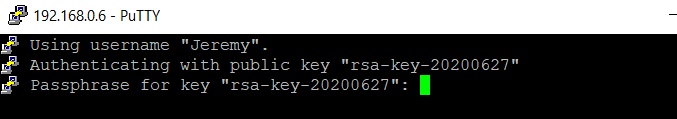 192.168.0.6 - PuTTY
Using username "Jeremy".
Authenticating with public key "rsa-key-20200627"
Passphrase for key "rsa-key-20200627":